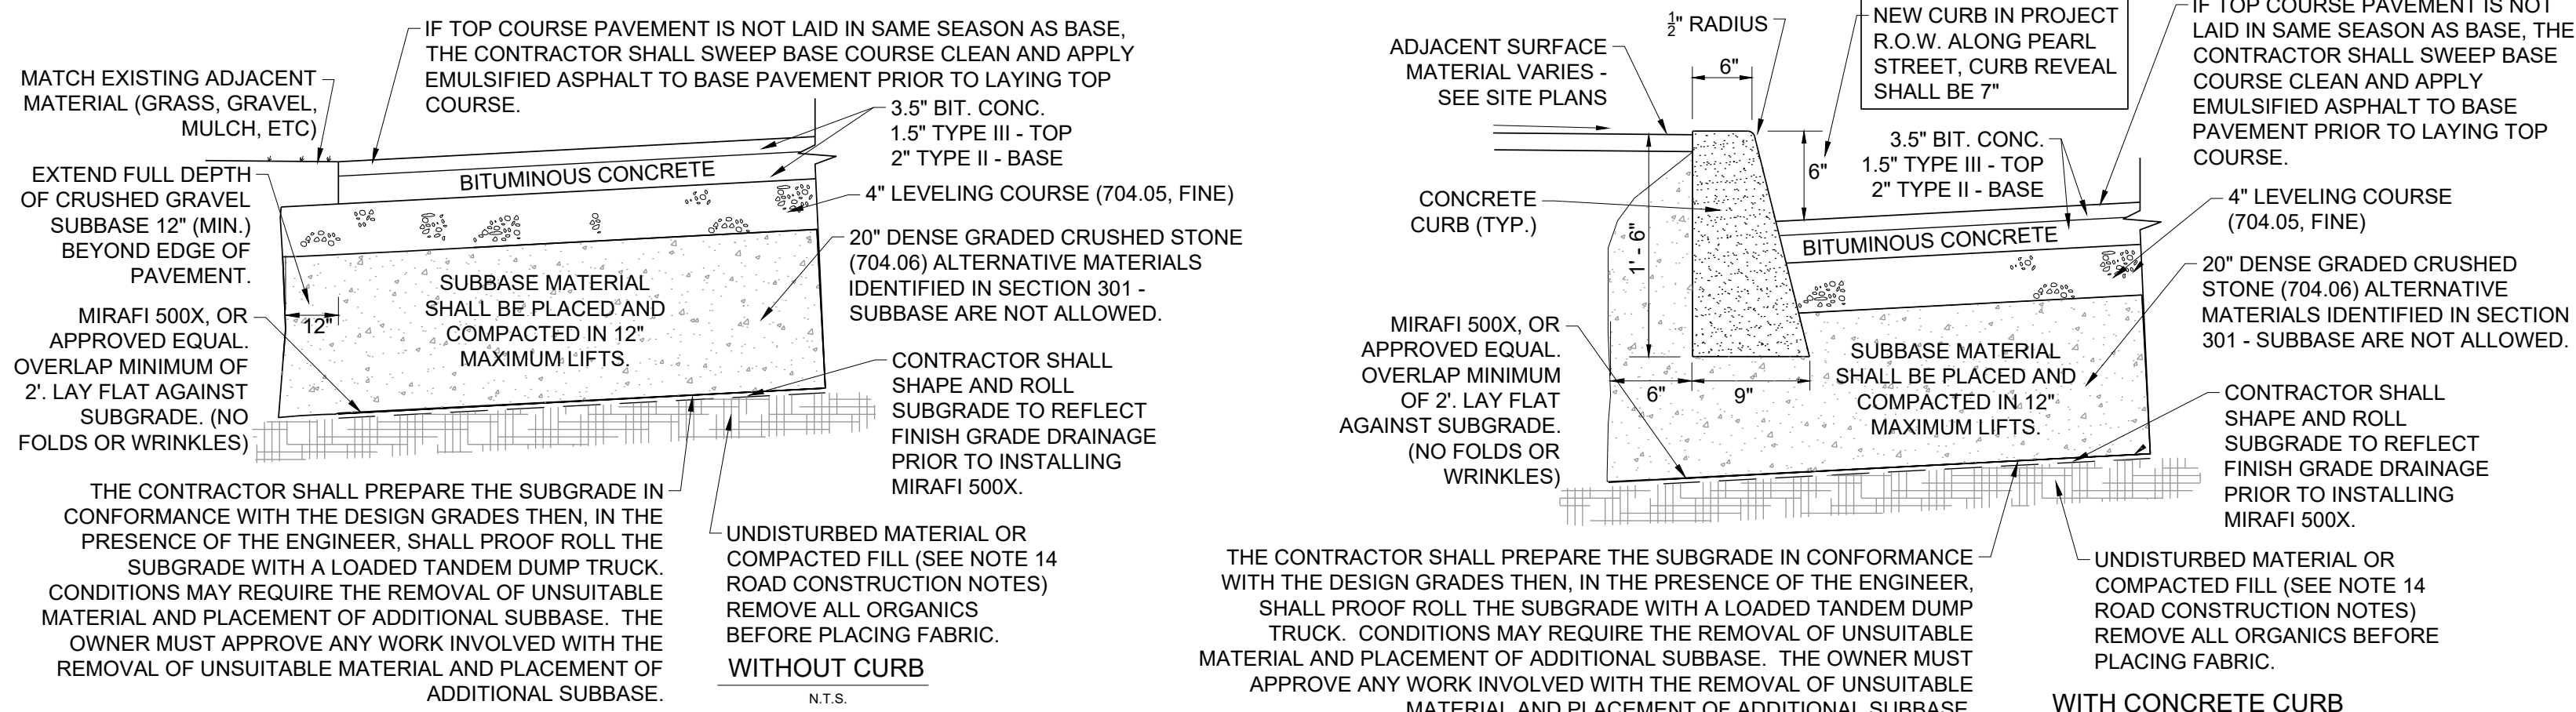 IF TOP COURSE PAVEMENT IS NOT LAID IN SAME SEASON AS BASE,
THE CONTRACTOR SHALL SWEEP BASE COURSE CLEAN AND APPLY
EMULSIFIED ASPHALT TO BASE PAVEMENT PRIOR TO LAYING TOP
COURSE.
MATCH EXISTING ADJACENT
MATERIAL (GRASS, GRAVEL,
MULCH, ETC)
3.5" BIT. CONC.
1.5" TYPE III - TOP
2" TYPE II - BASE
BITUMINOUS CONCRETE
EXTEND FULL DEPTH
OF CRUSHED GRAVEL
SUBBASE 12" (MIN.)
BEYOND EDGE OF
PAVEMENT.
4" LEVELING COURSE (704.05, FINE)
20" DENSE GRADED CRUSHED STONE
(704.06) ALTERNATIVE MATERIALS
IDENTIFIED IN SECTION 301 -
SUBBASE ARE NOT ALLOWED.
SUBBASE MATERIAL
SHALL BE PLACED AND
COMPACTED IN 12"
MAXIMUM LIFTS.
12"
MIRAFI 500X, OR
APPROVED EQUAL.
OVERLAP MINIMUM OF
2'. LAY FLAT AGAINST
SUBGRADE. (NO
FOLDS OR WRINKLES)
CONTRACTOR SHALL
SHAPE AND ROLL
SUBGRADE TO REFLECT
FINISH GRADE DRAINAGE
PRIOR TO INSTALLING
MIRAFI 500X.
THE CONTRACTOR SHALL PREPARE THE SUBGRADE IN
CONFORMANCE WITH THE DESIGN GRADES THEN, IN THE
PRESENCE OF THE ENGINEER, SHALL PROOF ROLL THE
SUBGRADE WITH A LOADED TANDEM DUMP TRUCK.
CONDITIONS MAY REQUIRE THE REMOVAL OF UNSUITABLE
MATERIAL AND PLACEMENT OF ADDITIONAL SUBBASE. THE
OWNER MUST APPROVE ANY WORK INVOLVED WITH THE
REMOVAL OF UNSUITABLE MATERIAL AND PLACEMENT OF
ADDITIONAL SUBBASE.
UNDISTURBED MATERIAL OR
COMPACTED FILL (SEE NOTE 14
ROAD CONSTRUCTION NOTES)
REMOVE ALL ORGANICS
BEFORE PLACING FABRIC.
WITHOUT CURB
N.T.S.
½" RADIUS
ADJACENT SURFACE
MATERIAL VARIES -
SEE SITE PLANS
6"
NEW CURB IN PROJECT
R.O.W. ALONG PEARL
STREET, CURB REVEAL
SHALL BE 7"
IF TOP COURSE PAVEMENT IS NOT
LAID IN SAME SEASON AS BASE, THE
CONTRACTOR SHALL SWEEP BASE
COURSE CLEAN AND APPLY
EMULSIFIED ASPHALT TO BASE
PAVEMENT PRIOR TO LAYING TOP
COURSE.
3.5" BIT. CONC.
1.5" TYPE III - TOP
2" TYPE II - BASE
6"
CONCRETE
CURB (TYP.)
1' - 6"
BITUMINOUS CONCRETE
4" LEVELING COURSE
(704.05, FINE)
20" DENSE GRADED CRUSHED
STONE (704.06) ALTERNATIVE
MATERIALS IDENTIFIED IN SECTION
301 - SUBBASE ARE NOT ALLOWED.
MIRAFI 500X, OR
APPROVED EQUAL.
OVERLAP MINIMUM
OF 2'. LAY FLAT
AGAINST SUBGRADE.
(NO FOLDS OR
WRINKLES)
6"
9"
SUBBASE MATERIAL
SHALL BE PLACED AND
COMPACTED IN 12"
MAXIMUM LIFTS.
CONTRACTOR SHALL
SHAPE AND ROLL
SUBGRADE TO REFLECT
FINISH GRADE DRAINAGE
PRIOR TO INSTALLING
MIRAFI 500X.
THE CONTRACTOR SHALL PREPARE THE SUBGRADE IN CONFORMANCE
WITH THE DESIGN GRADES THEN, IN THE PRESENCE OF THE ENGINEER,
SHALL PROOF ROLL THE SUBGRADE WITH A LOADED TANDEM DUMP
TRUCK. CONDITIONS MAY REQUIRE THE REMOVAL OF UNSUITABLE
MATERIAL AND PLACEMENT OF ADDITIONAL SUBBASE. THE OWNER MUST
APPROVE ANY WORK INVOLVED WITH THE REMOVAL OF UNSUITABLE
MATERIAL AND PLACEMENT OF ADDITIONAL SUBBASE.
UNDISTURBED MATERIAL OR
COMPACTED FILL (SEE NOTE 14
ROAD CONSTRUCTION NOTES)
REMOVE ALL ORGANICS BEFORE
PLACING FABRIC.
WITH CONCRETE CURB